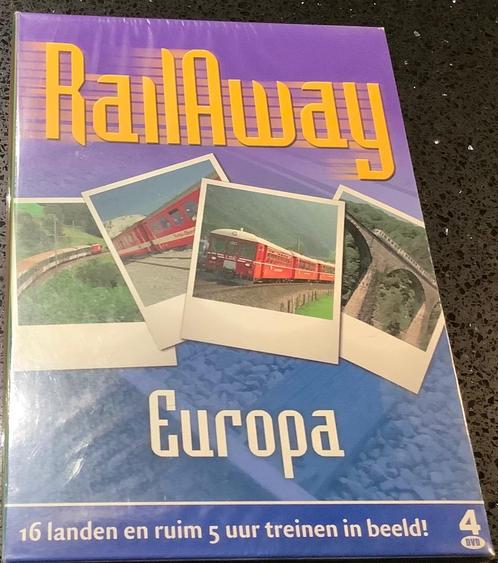 RailAway
Europa
16 landen en ruim 5 uur treinen in beeld!
4
DVD